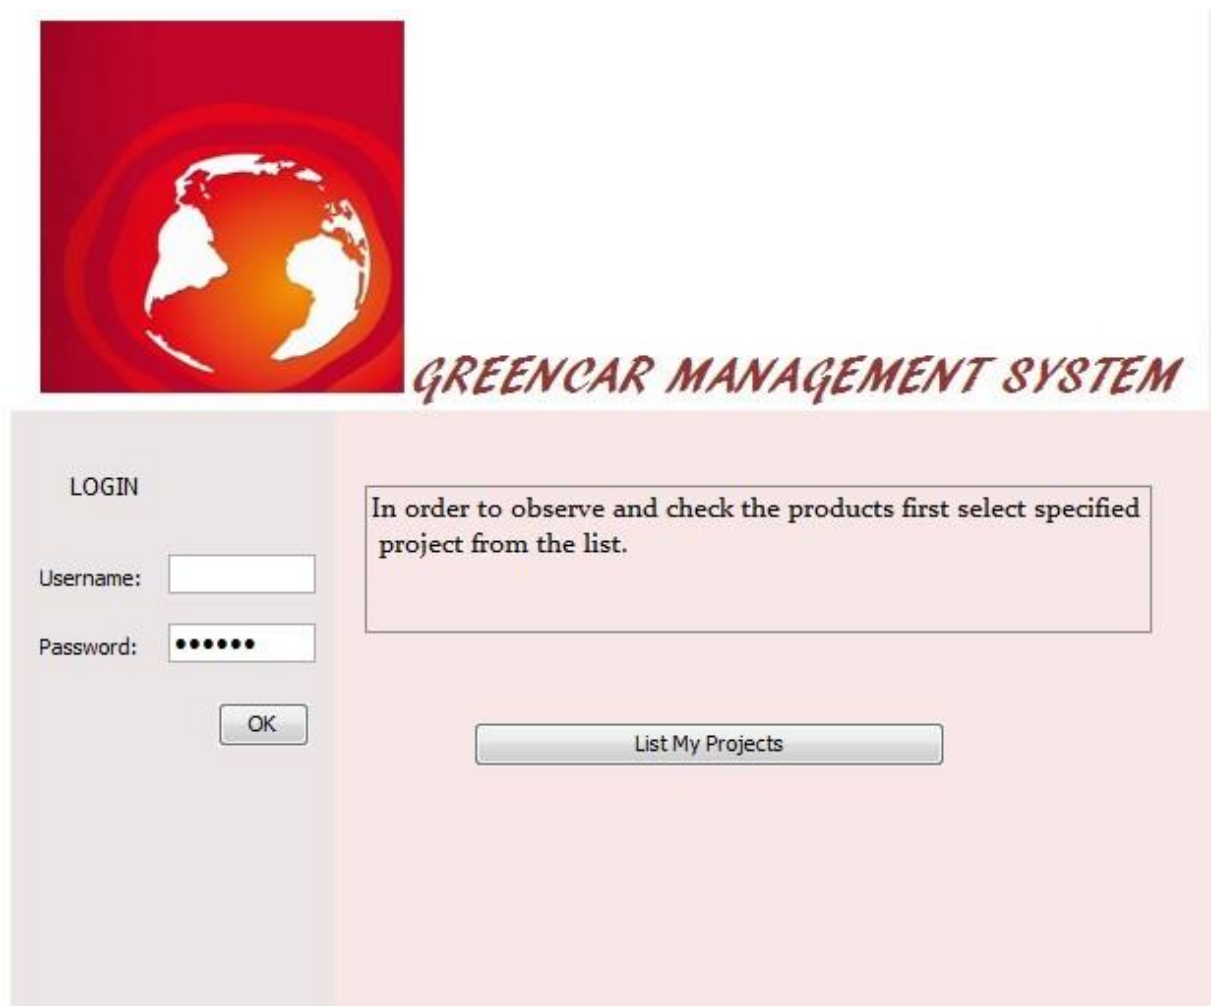 GREENCAR MANAGEMENT SYSTEM
LOGIN
Username:
Password: ••••••
OK
In order to observe and check the products first select specified
project from the list.
List My Projects